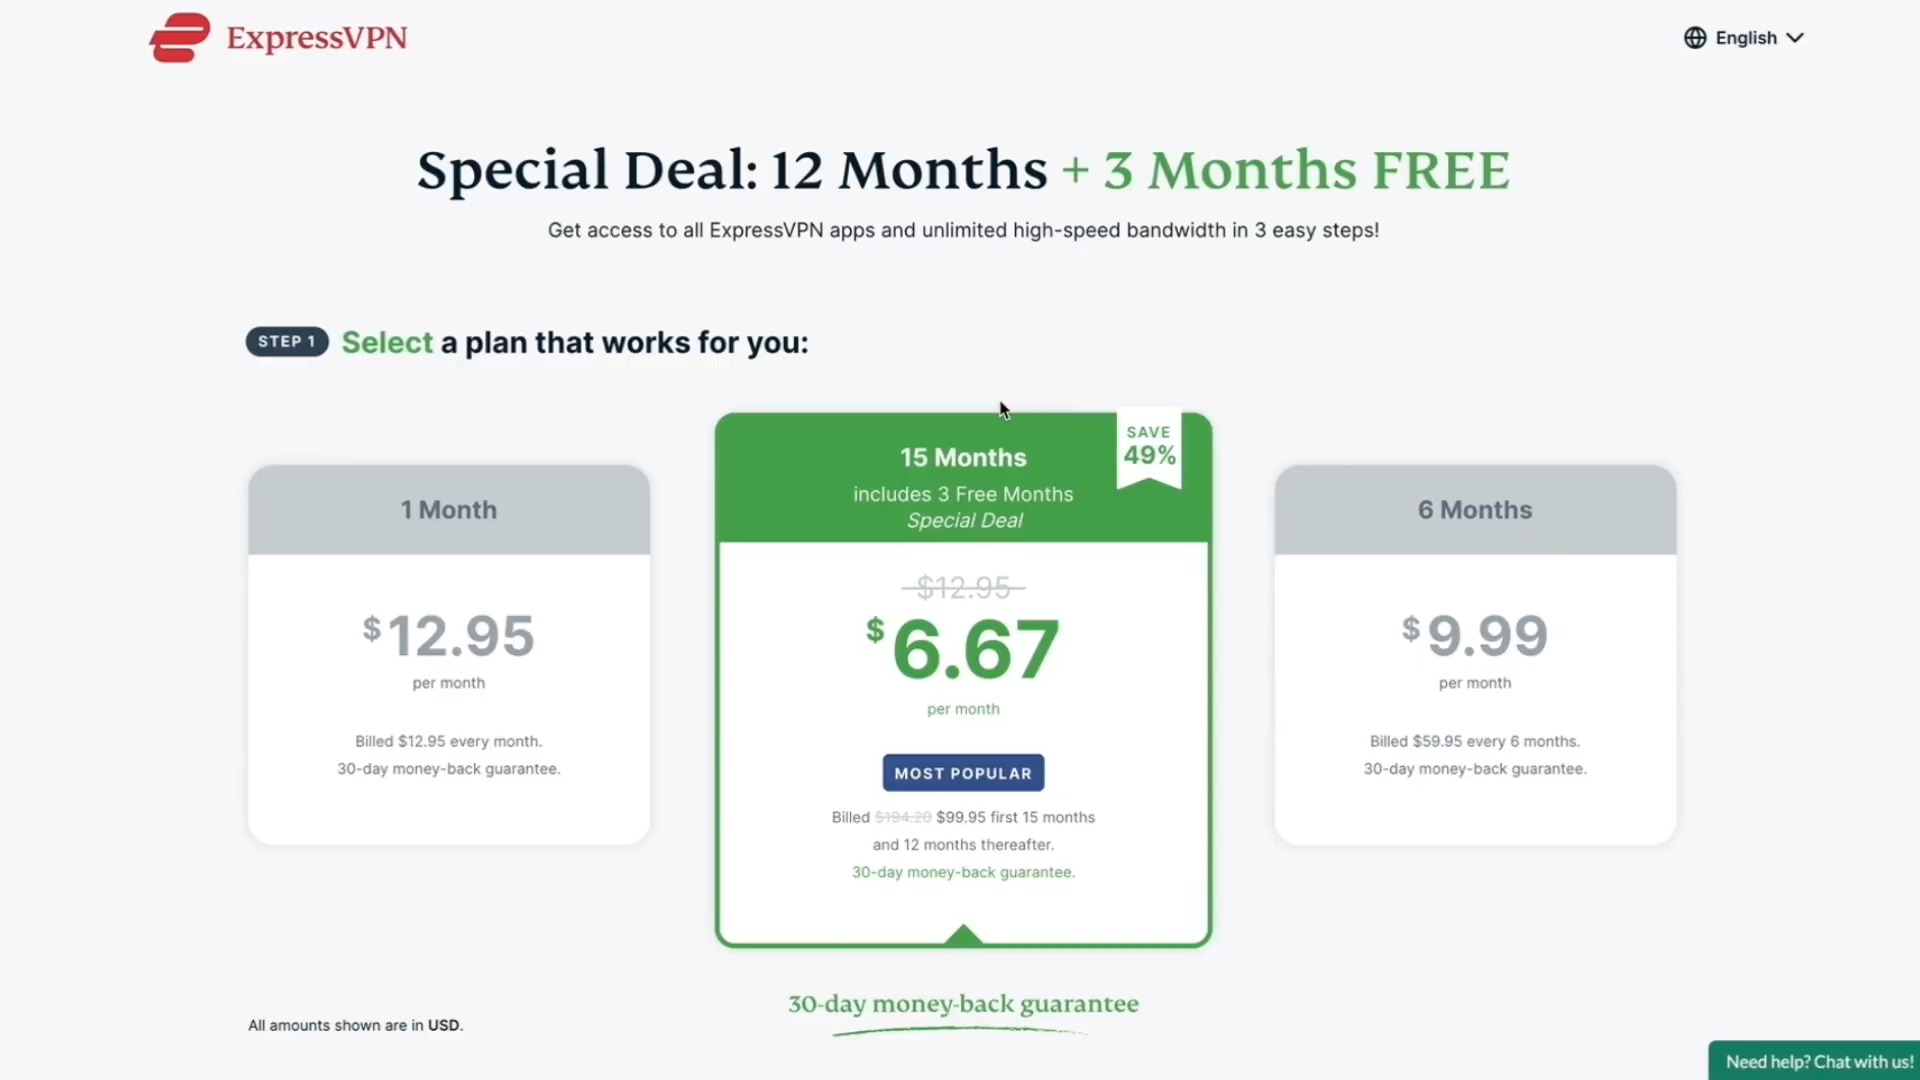 ExpressVPN
English
Special Deal: 12 Months + 3 Months FREE
Get access to all ExpressVPN apps and unlimited high-speed bandwidth in 3 easy steps!
STEP 1 Select a plan that works for you:
1 Month
$12.95
per month
Billed $12.95 every month.
30-day money-back guarantee.
SAVE
49%
15 Months
includes 3 Free Months
Special Deal
$12.95
$6.67
per month
MOST POPULAR
Billed $194.20 $99.95 first 15 months
and 12 months thereafter.
30-day money-back guarantee.
6 Months
$9.99
per month
Billed $59.95 every 6 months.
30-day money-back guarantee.
30-day money-back guarantee
All amounts shown are in USD.
Need help? Chat with us!